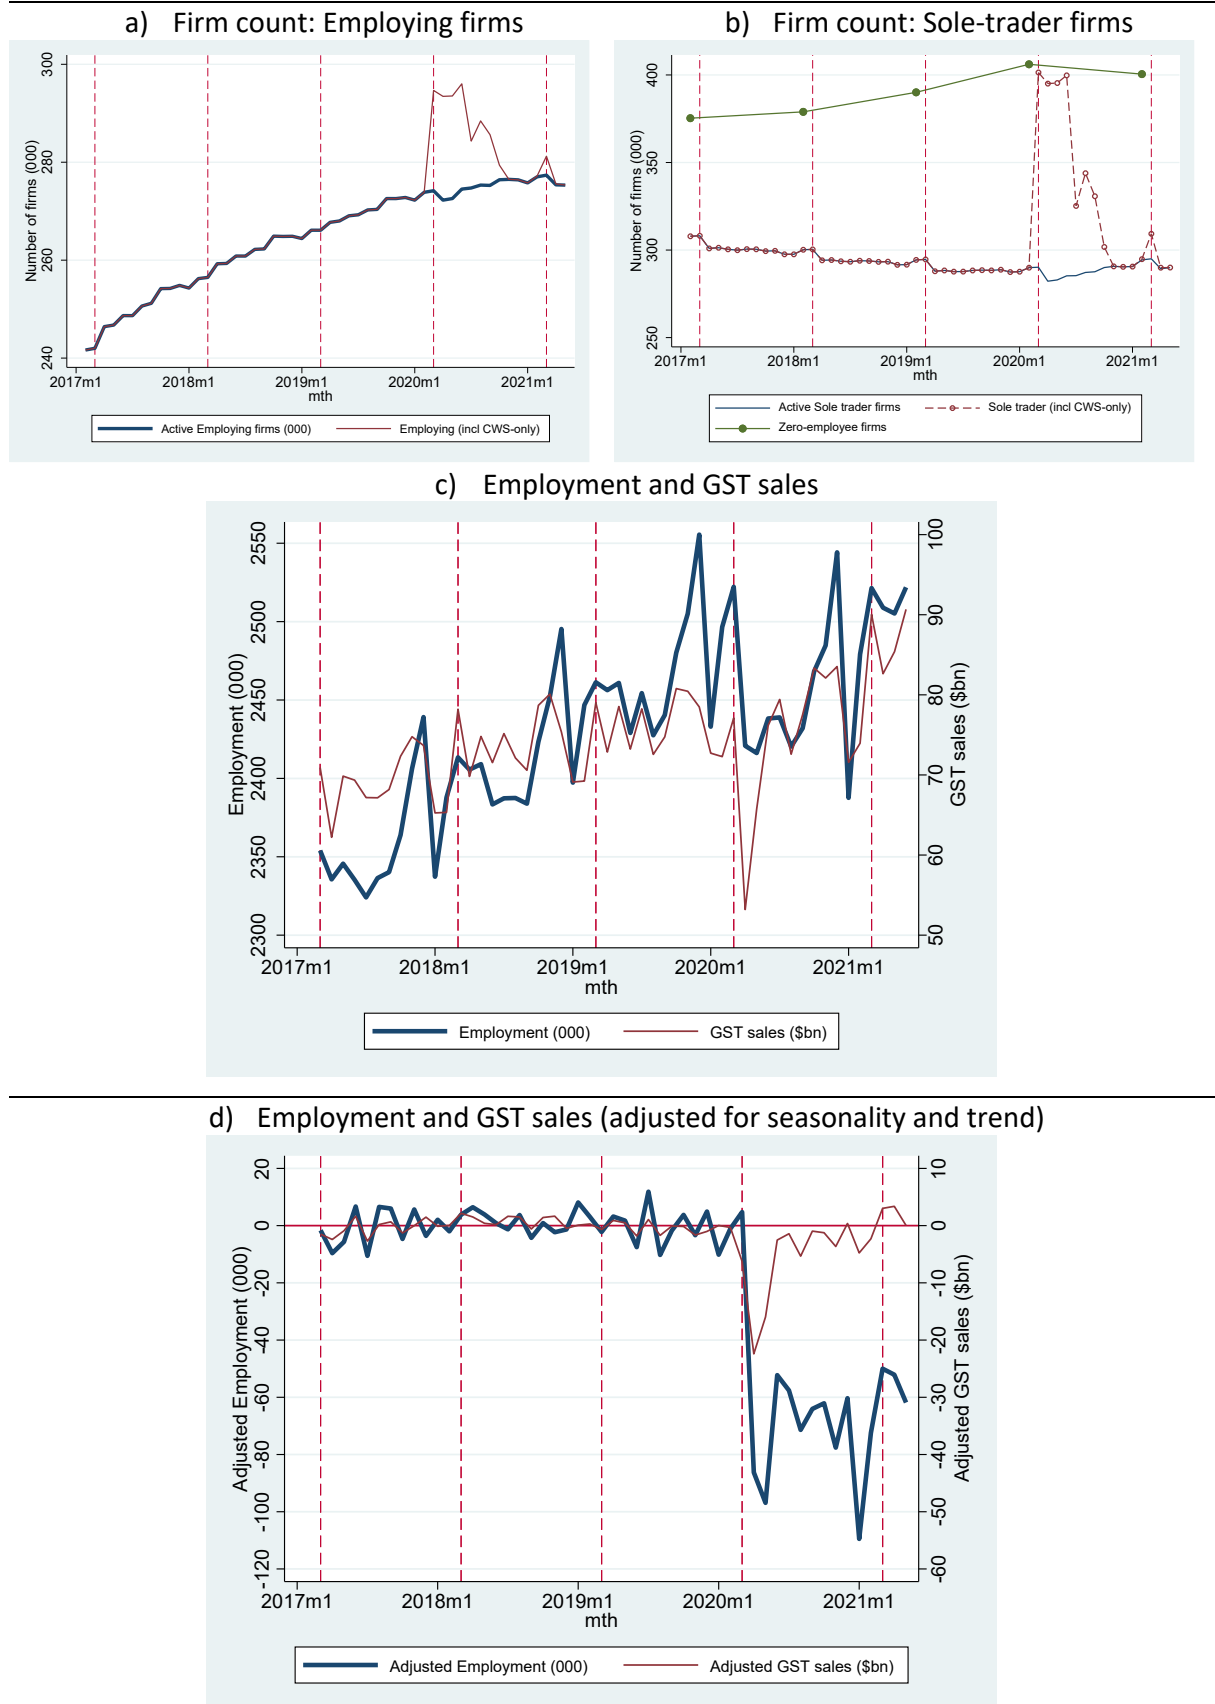 a) Firm count: Employing firms
Number of firms (000)
300
280
260
240
2017m1 2018m1 2019m1 2020m1 2021m1
mth
Active Employing firms (000) Employing (incl CWS-only)
b) Firm count: Sole-trader firms
Number of firms (000)
400
350
300
250
2017m1 2018m1 2019m1 2020m1 2021m1
mth
Active Sole trader firms Sole trader (incl CWS-only)
Zero-employee firms
c) Employment and GST sales
Employment (000)
2550
2500
2450
2400
2350
2300
GST sales ($bn)
100
90
80
70
60
50
2017m1 2018m1 2019m1 2020m1 2021m1
mth
Employment (000) GST sales ($bn)
d) Employment and GST sales (adjusted for seasonality and trend)
Adjusted Employment (000)
20
0
-20
-40
-60
-80
-100
-120
Adjusted GST sales ($bn)
10
0
-10
-20
-30
-40
-50
-60
2017m1 2018m1 2019m1 2020m1 2021m1
mth
Adjusted Employment (000) Adjusted GST sales ($bn)